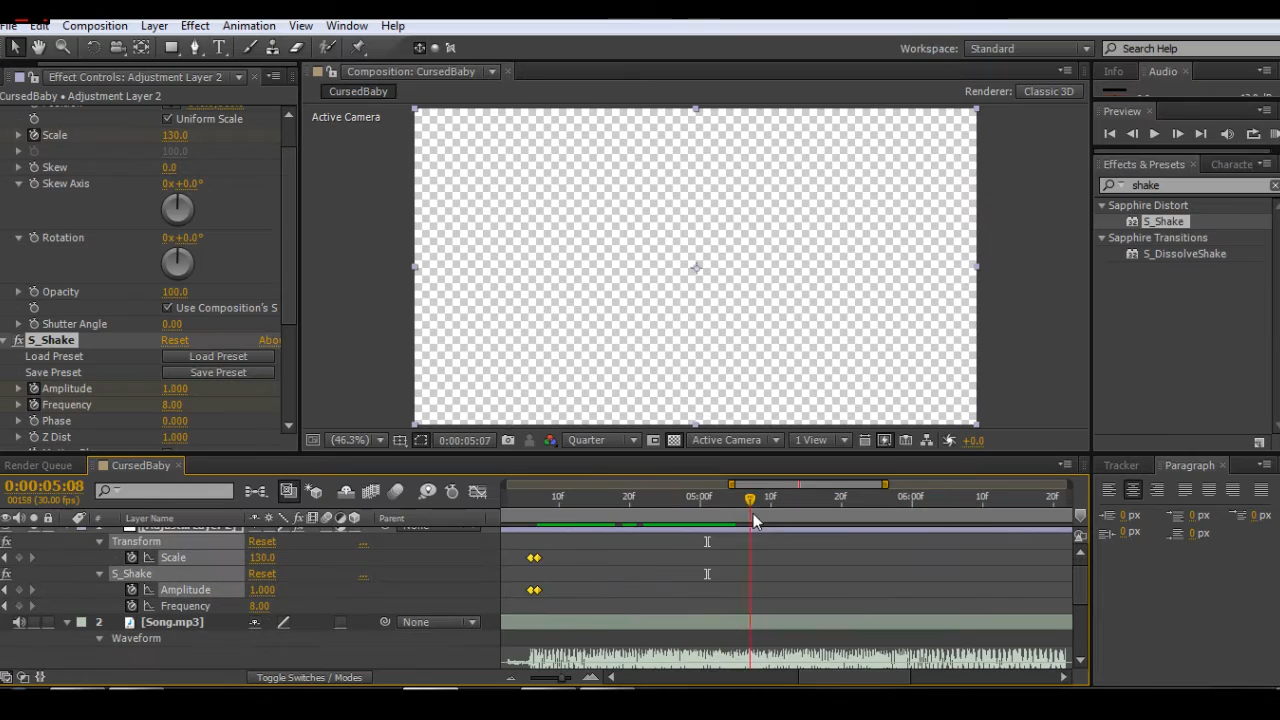 File Edit Composition Layer Effect Animation View Window Help
Workspace: Standard Search Help
Effect Controls: Adjustment Layer 2
CursedBaby • Adjustment Layer 2
Uniform Scale
Scale 130.0
100.0
Skew 0.0
Skew Axis 0x+0.0°
Rotation 0x+0.0°
Opacity 100.0
Use Composition's S
Shutter Angle 0.00
fx S_Shake Reset Abo
Load Preset Load Preset
Save Preset Save Preset
Amplitude 1.000
Frequency 8.00
Phase 0.000
Z Dist 1.000
Composition: CursedBaby
CursedBaby
Renderer: Classic 3D
Active Camera
(46.3%) 0:00:05:07 Quarter Active Camera 1 View +0.0
Info Audio
Preview
Effects & Presets Characte
shake
Sapphire Distort
S_Shake
Sapphire Transitions
S_DissolveShake
Render Queue CursedBaby
0:00:05:08
00158 (30.00 fps)
Layer Name Parent
10f 20f 05:00f 10f 20f 06:00f 10f 20f
Transform Reset ...
Scale 130.0
S_Shake Reset ...
Amplitude 1.000
Frequency 8.00
2 [Song.mp3] None
Waveform
Toggle Switches / Modes
Tracker Paragraph
0 px 0 px 0 px
0 px 0 px